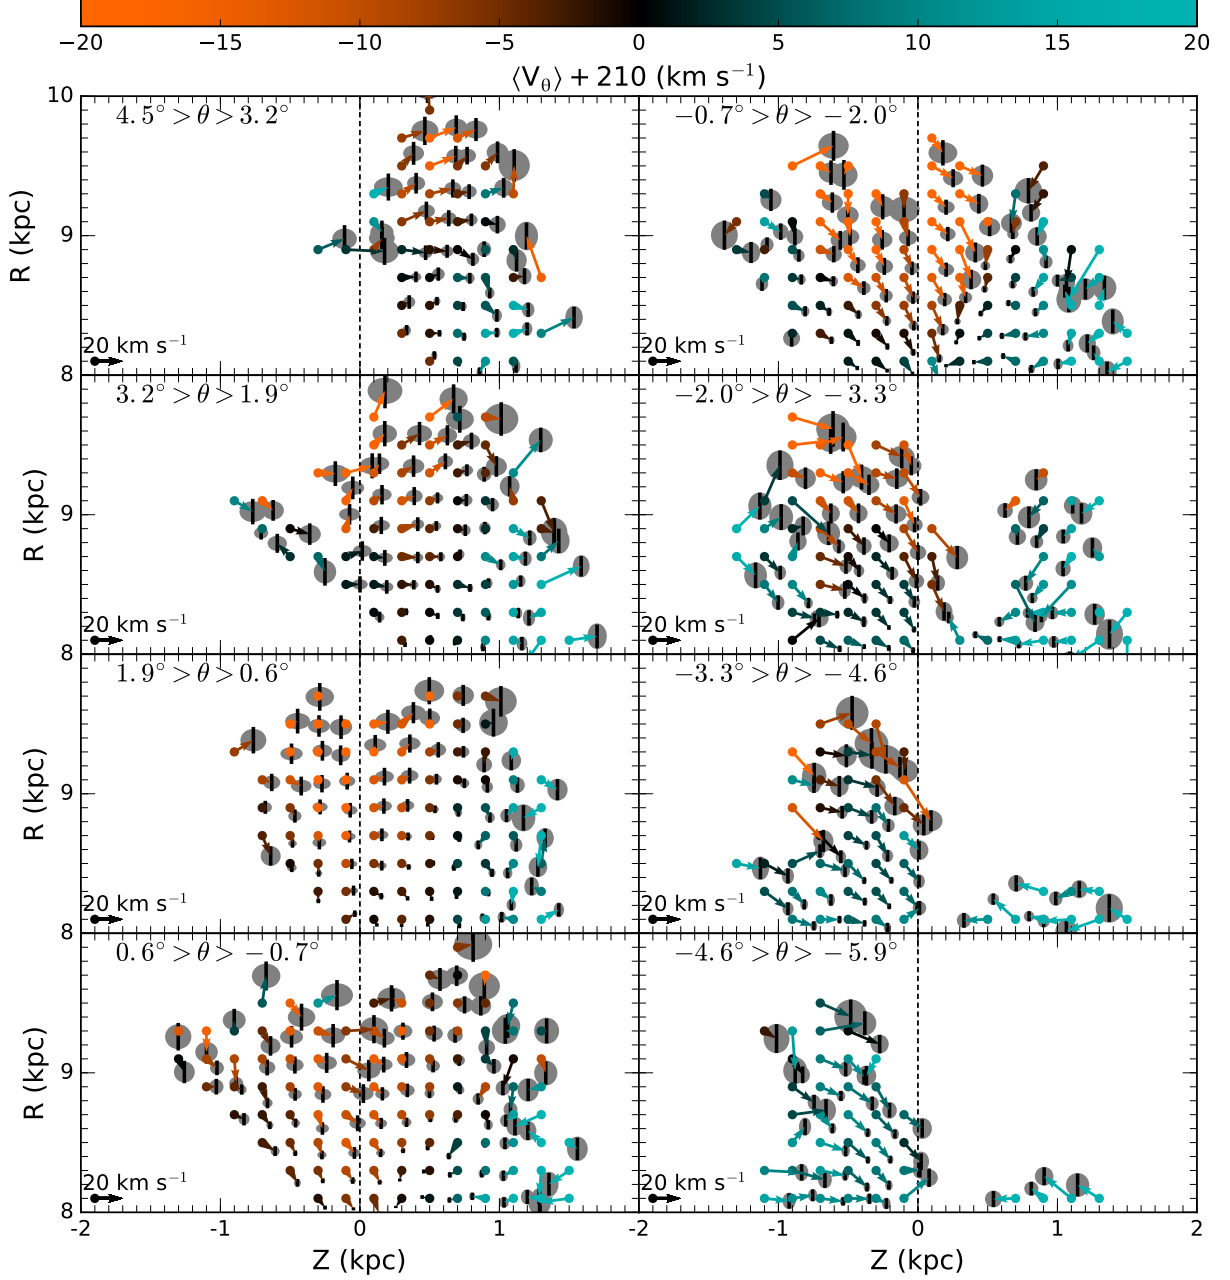 −20 −15 −10 −5 0 5 10 15 20
⟨V_θ⟩ + 210 (km s⁻¹)
10
4.5° > θ > 3.2°
−0.7° > θ > −2.0°
R (kpc)
9
20 km s⁻¹
20 km s⁻¹
8
3.2° > θ > 1.9°
−2.0° > θ > −3.3°
R (kpc)
9
20 km s⁻¹
20 km s⁻¹
8
1.9° > θ > 0.6°
−3.3° > θ > −4.6°
R (kpc)
9
20 km s⁻¹
20 km s⁻¹
8
0.6° > θ > −0.7°
−4.6° > θ > −5.9°
R (kpc)
9
20 km s⁻¹
20 km s⁻¹
8
-2 -1 0 1 -2 -1 0 1 2
Z (kpc)
Z (kpc)